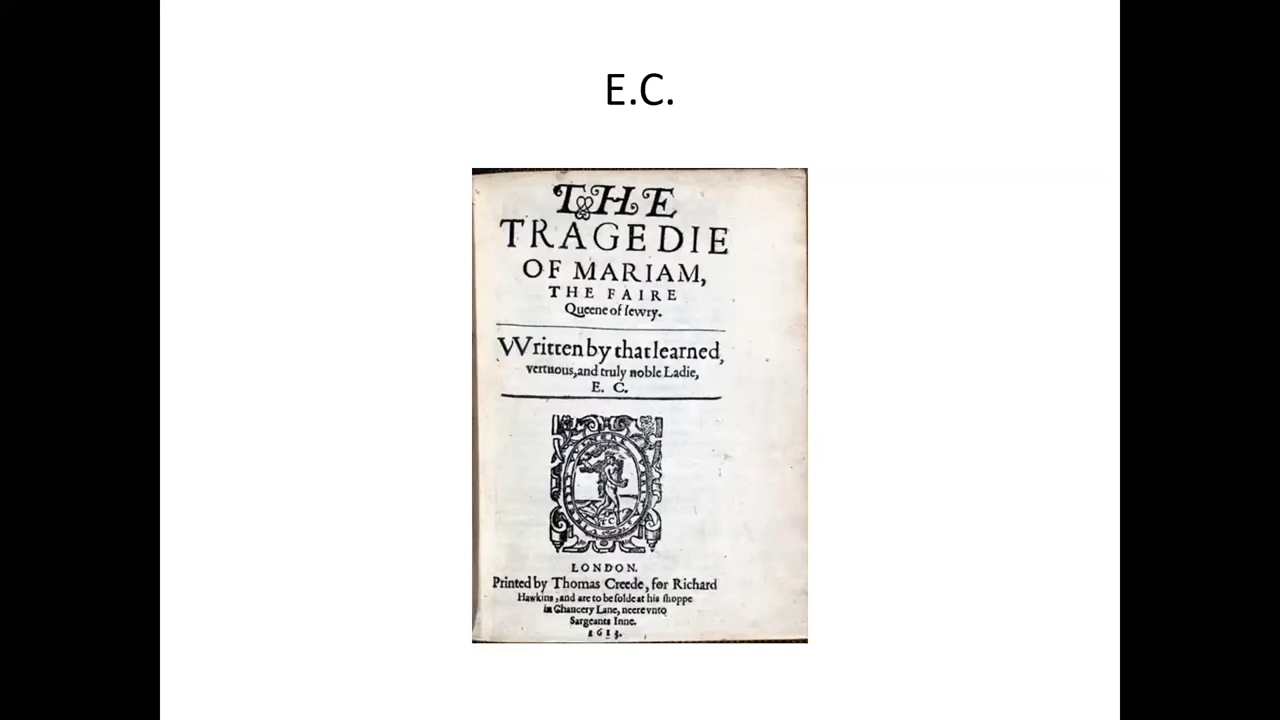 E.C.
THE
TRAGEDIE
OF MARIAM,
THE FAIRE
Queene of Iewry.
Written by that learned,
vertuous, and truly noble Ladie,
E. C.
TC
LONDON.
Printed by Thomas Creede, for Richard
Hawkins, and are to be solde at his shoppe
in Chancery Lane, neere vnto
Sargeants Inne.
1613.